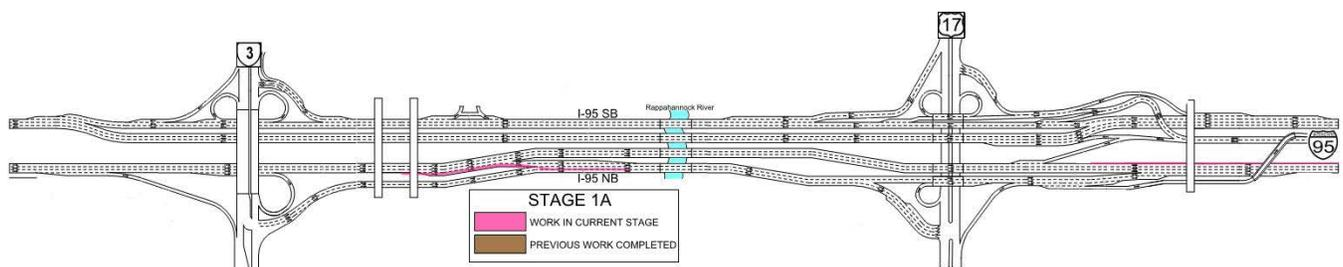 3
17
Rappahannock River
I-95 SB
95
I-95 NB
STAGE 1A
WORK IN CURRENT STAGE
PREVIOUS WORK COMPLETED